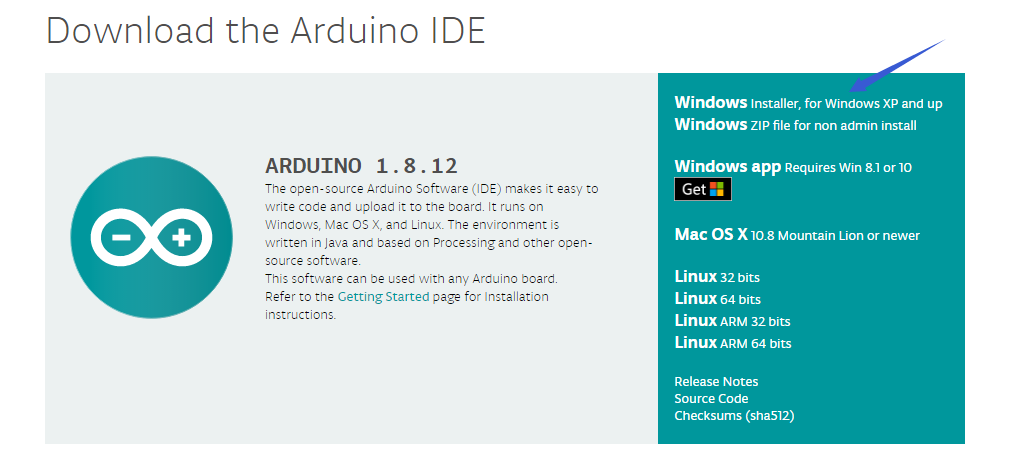 Download the Arduino IDE
ARDUINO 1.8.12
The open-source Arduino Software (IDE) makes it easy to
write code and upload it to the board. It runs on
Windows, Mac OS X, and Linux. The environment is
written in Java and based on Processing and other open-
source software.
This software can be used with any Arduino board.
Refer to the Getting Started page for Installation
instructions.
Windows Installer, for Windows XP and up
Windows ZIP file for non admin install
Windows app Requires Win 8.1 or 10
Get
Mac OS X 10.8 Mountain Lion or newer
Linux 32 bits
Linux 64 bits
Linux ARM 32 bits
Linux ARM 64 bits
Release Notes
Source Code
Checksums (sha512)